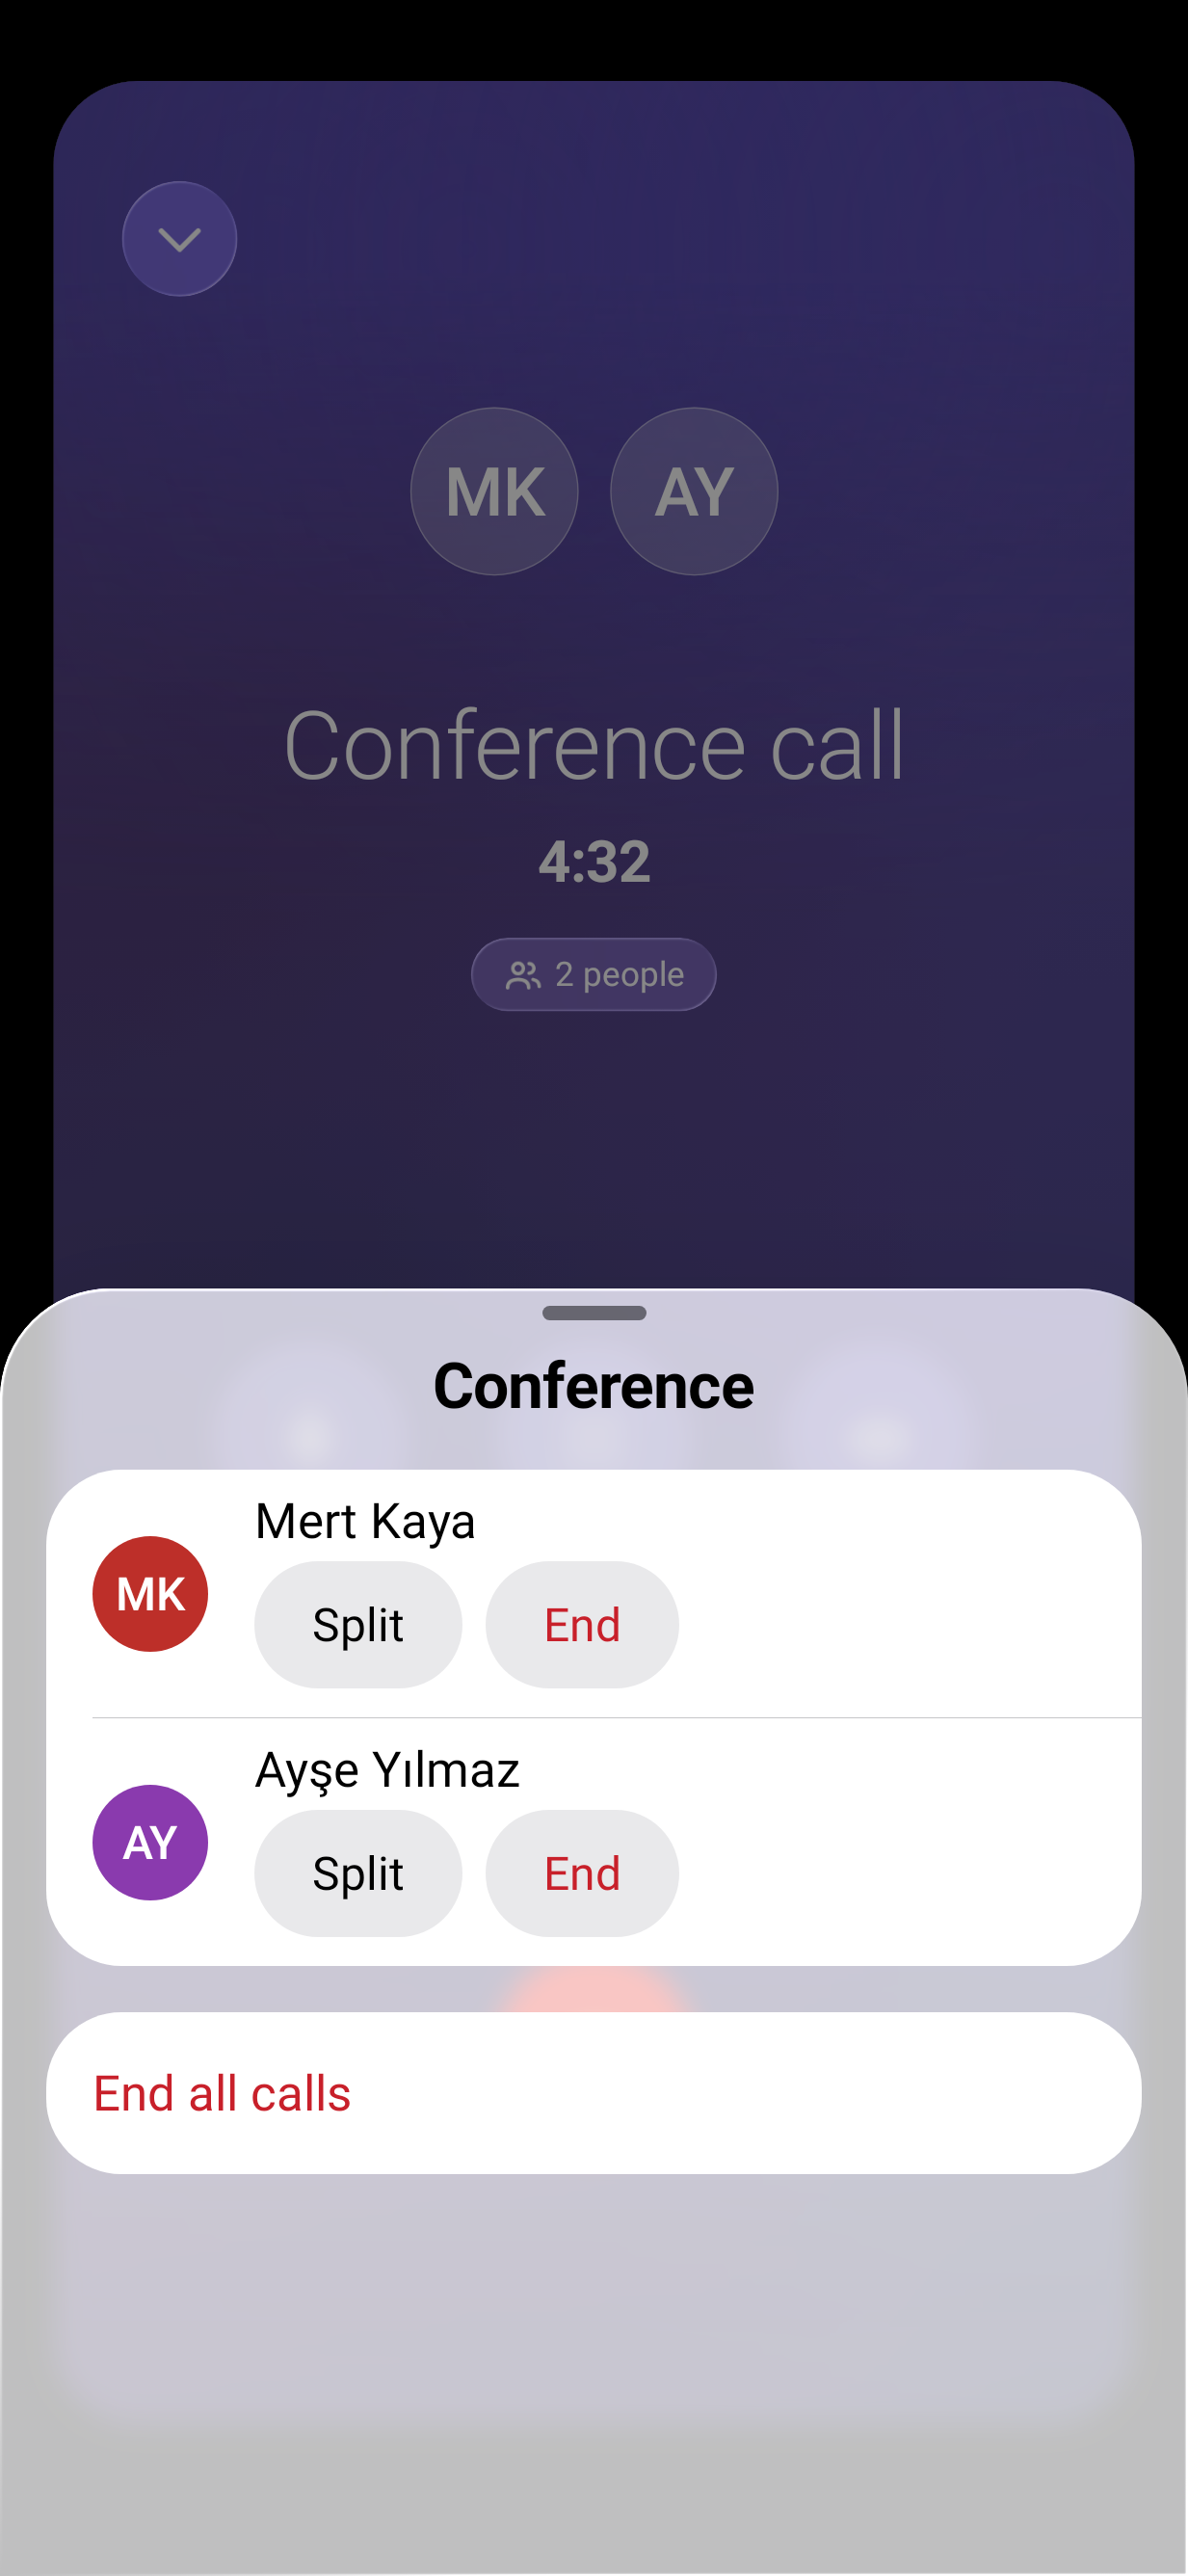 MK AY
Conference call
4:32
2 people
Conference
Mert Kaya
MK
Split End
Ayşe Yılmaz
AY
Split End
End all calls